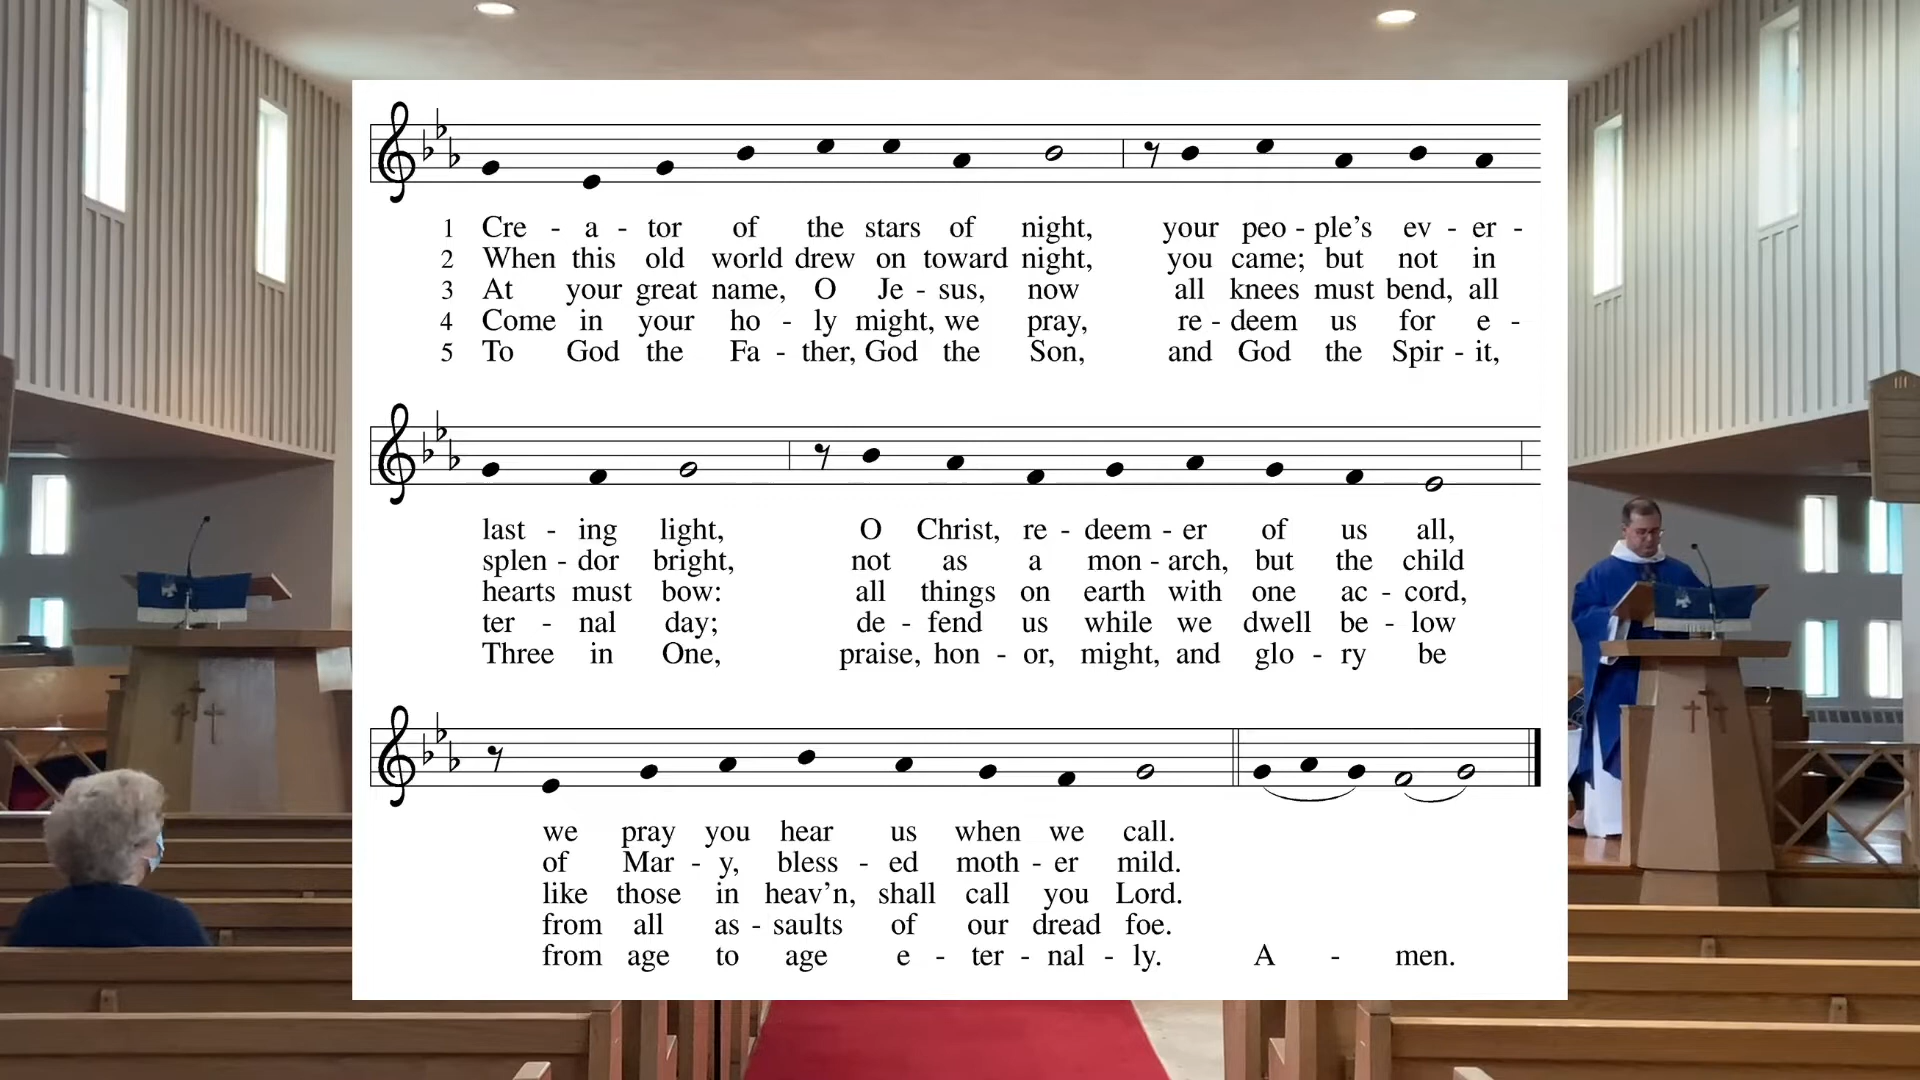 1 Cre - a - tor of the stars of night, your peo - ple's ev - er -
2 When this old world drew on toward night, you came; but not in
3 At your great name, O Je - sus, now all knees must bend, all
4 Come in your ho - ly might, we pray, re - deem us for e -
5 To God the Fa - ther, God the Son, and God the Spir - it,
last - ing light, O Christ, re - deem - er of us all,
splen - dor bright, not as a mon - arch, but the child
hearts must bow: all things on earth with one ac - cord,
ter - nal day; de - fend us while we dwell be - low
Three in One, praise, hon - or, might, and glo - ry be
we pray you hear us when we call.
of Mar - y, bless - ed moth - er mild.
like those in heav'n, shall call you Lord.
from all as - saults of our dread foe.
from age to age e - ter - nal - ly. A - men.